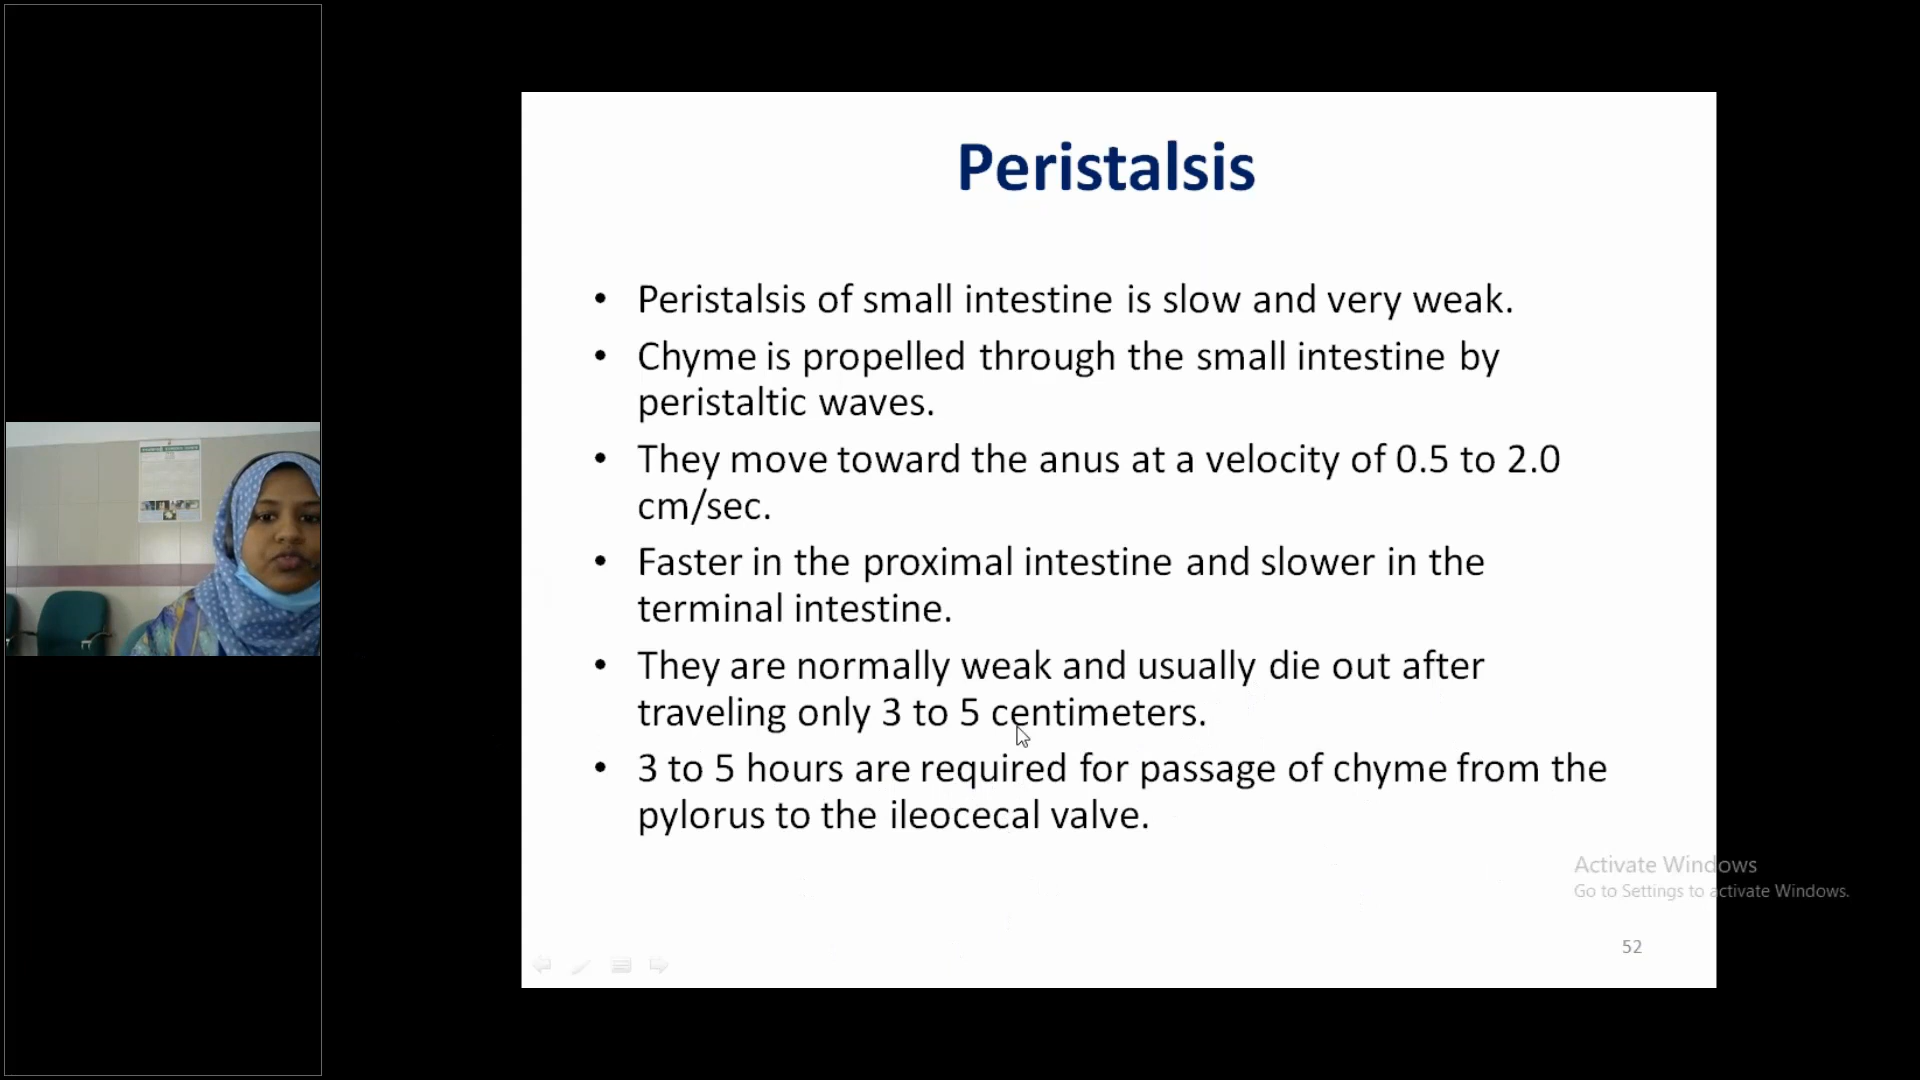 Peristalsis
• Peristalsis of small intestine is slow and very weak.
• Chyme is propelled through the small intestine by
peristaltic waves.
• They move toward the anus at a velocity of 0.5 to 2.0
cm/sec.
• Faster in the proximal intestine and slower in the
terminal intestine.
• They are normally weak and usually die out after
traveling only 3 to 5 centimeters.
• 3 to 5 hours are required for passage of chyme from the
pylorus to the ileocecal valve.
Activate Windows
Go to Settings to activate Windows.
52